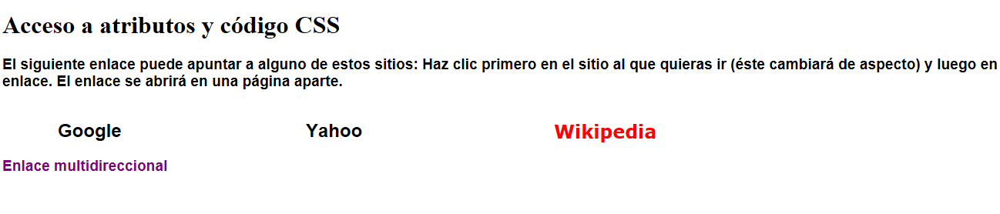 Acceso a atributos y código CSS
El siguiente enlace puede apuntar a alguno de estos sitios: Haz clic primero en el sitio al que quieras ir (éste cambiará de aspecto) y luego en
enlace. El enlace se abrirá en una página aparte.
Google Yahoo Wikipedia
Enlace multidireccional